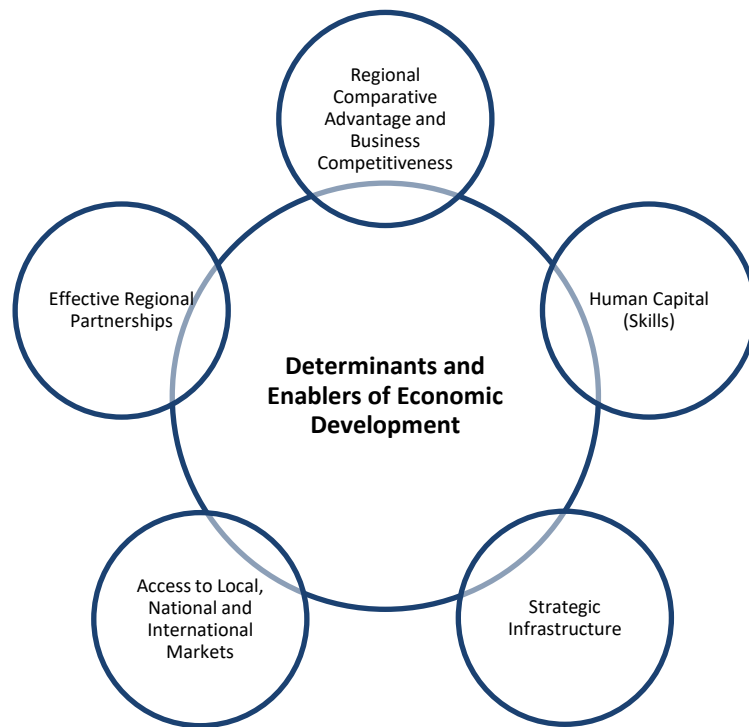 Regional
Comparative
Advantage and
Business
Competitiveness
Effective Regional
Partnerships
Human Capital
(Skills)
Determinants and
Enablers of Economic
Development
Access to Local,
National and
International
Markets
Strategic
Infrastructure